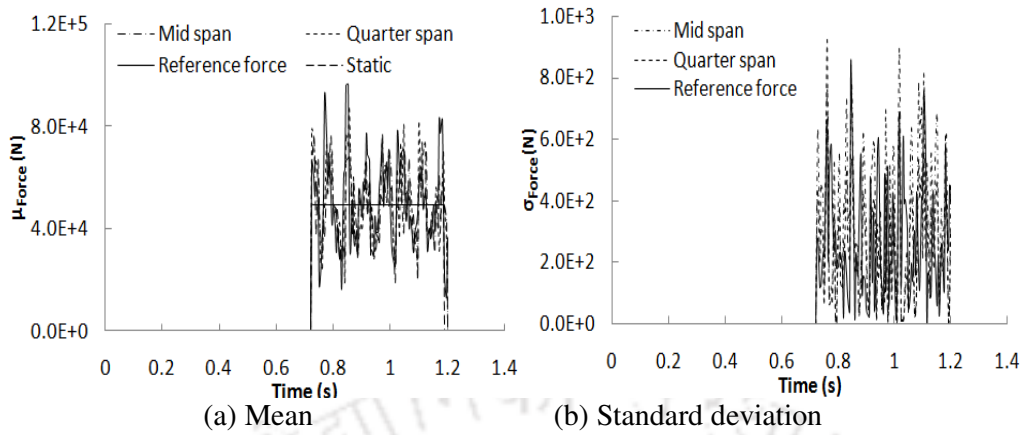 1.2E+5
8.0E+4
4.0E+4
0.0E+0
μForce (N)
Mid span
Quarter span
Reference force
Static
0 0.2 0.4 0.6 0.8 1 1.2 1.4
Time (s)
(a) Mean
1.0E+3
8.0E+2
6.0E+2
4.0E+2
2.0E+2
0.0E+0
σForce (N)
Mid span
Quarter span
Reference force
0 0.2 0.4 0.6 0.8 1 1.2 1.4
Time (s)
(b) Standard deviation